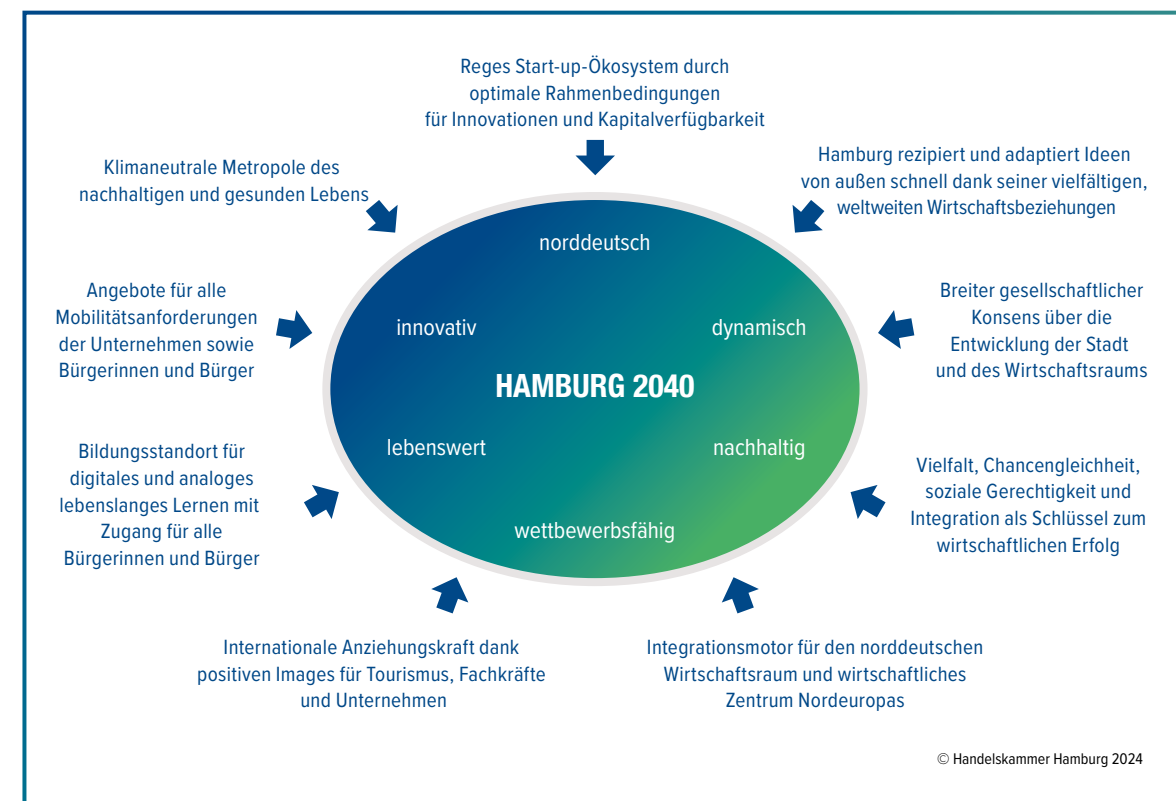 Reges Start-up-Ökosystem durch
optimale Rahmenbedingungen
für Innovationen und Kapitalverfügbarkeit
Klimaneutrale Metropole des
nachhaltigen und gesunden Lebens
Hamburg rezipiert und adaptiert Ideen
von außen schnell dank seiner vielfältigen,
weltweiten Wirtschaftsbeziehungen
Angebote für alle
Mobilitätsanforderungen
der Unternehmen sowie
Bürgerinnen und Bürger
Breiter gesellschaftlicher
Konsens über die
Entwicklung der Stadt
und des Wirtschaftsraums
norddeutsch
innovativ
dynamisch
HAMBURG 2040
lebenswert
nachhaltig
wettbewerbsfähig
Bildungsstandort für
digitales und analoges
lebenslanges Lernen mit
Zugang für alle
Bürgerinnen und Bürger
Vielfalt, Chancengleichheit,
soziale Gerechtigkeit und
Integration als Schlüssel zum
wirtschaftlichen Erfolg
Internationale Anziehungskraft dank
positiven Images für Tourismus, Fachkräfte
und Unternehmen
Integrationsmotor für den norddeutschen
Wirtschaftsraum und wirtschaftliches
Zentrum Nordeuropas
© Handelskammer Hamburg 2024